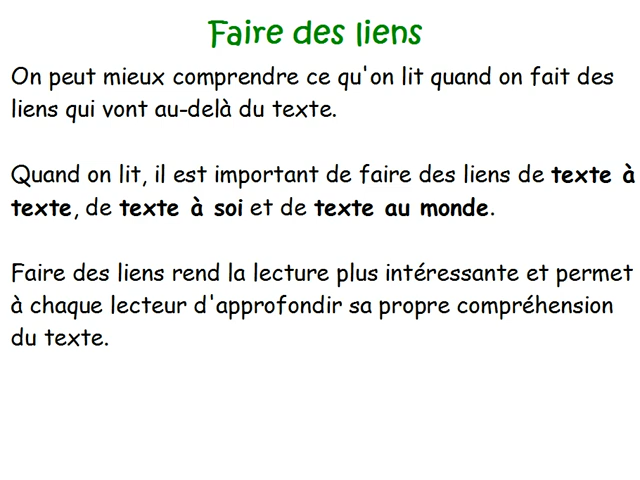 Faire des liens
On peut mieux comprendre ce qu'on lit quand on fait des
liens qui vont au-delà du texte.
Quand on lit, il est important de faire des liens de texte à
texte, de texte à soi et de texte au monde.
Faire des liens rend la lecture plus intéressante et permet
à chaque lecteur d'approfondir sa propre compréhension
du texte.